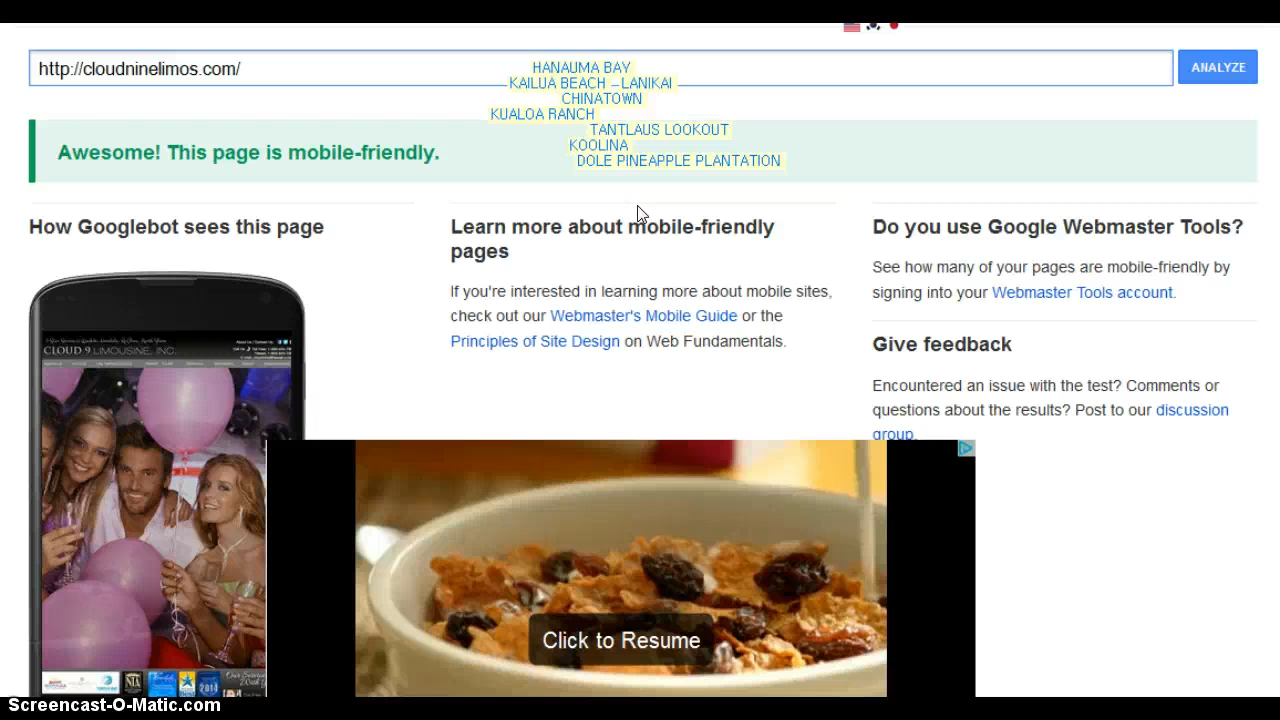 http://cloudninelimos.com/
ANALYZE
HANAUMA BAY
KAILUA BEACH - LANIKAI
CHINATOWN
KUALOA RANCH
TANTLAUS LOOKOUT
KOOLINA
DOLE PINEAPPLE PLANTATION
Awesome! This page is mobile-friendly.
How Googlebot sees this page
CLOUD 9 LIMOUSINE, INC.
2014
Learn more about mobile-friendly
pages
If you're interested in learning more about mobile sites,
check out our Webmaster's Mobile Guide or the
Principles of Site Design on Web Fundamentals.
Do you use Google Webmaster Tools?
See how many of your pages are mobile-friendly by
signing into your Webmaster Tools account.
Give feedback
Encountered an issue with the test? Comments or
questions about the results? Post to our discussion
group.
Click to Resume
Screencast-O-Matic.com